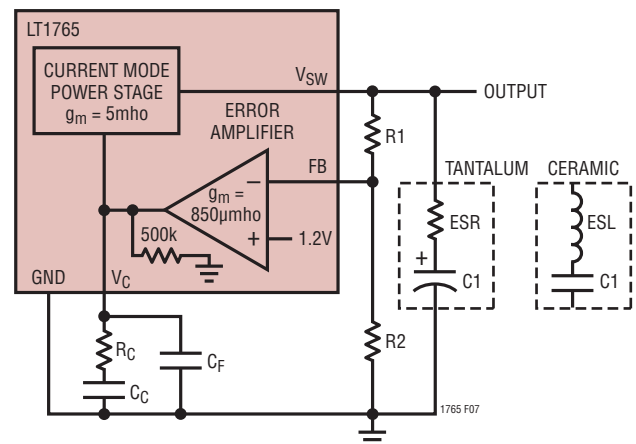 LT1765
CURRENT MODE
POWER STAGE
gm = 5mho
VSW
OUTPUT
ERROR
AMPLIFIER
R1
FB
TANTALUM
CERAMIC
gm =
850µmho
–
+
1.2V
500k
ESR
ESL
+
C1
C1
GND
VC
R2
RC
CF
CC
1765 F07